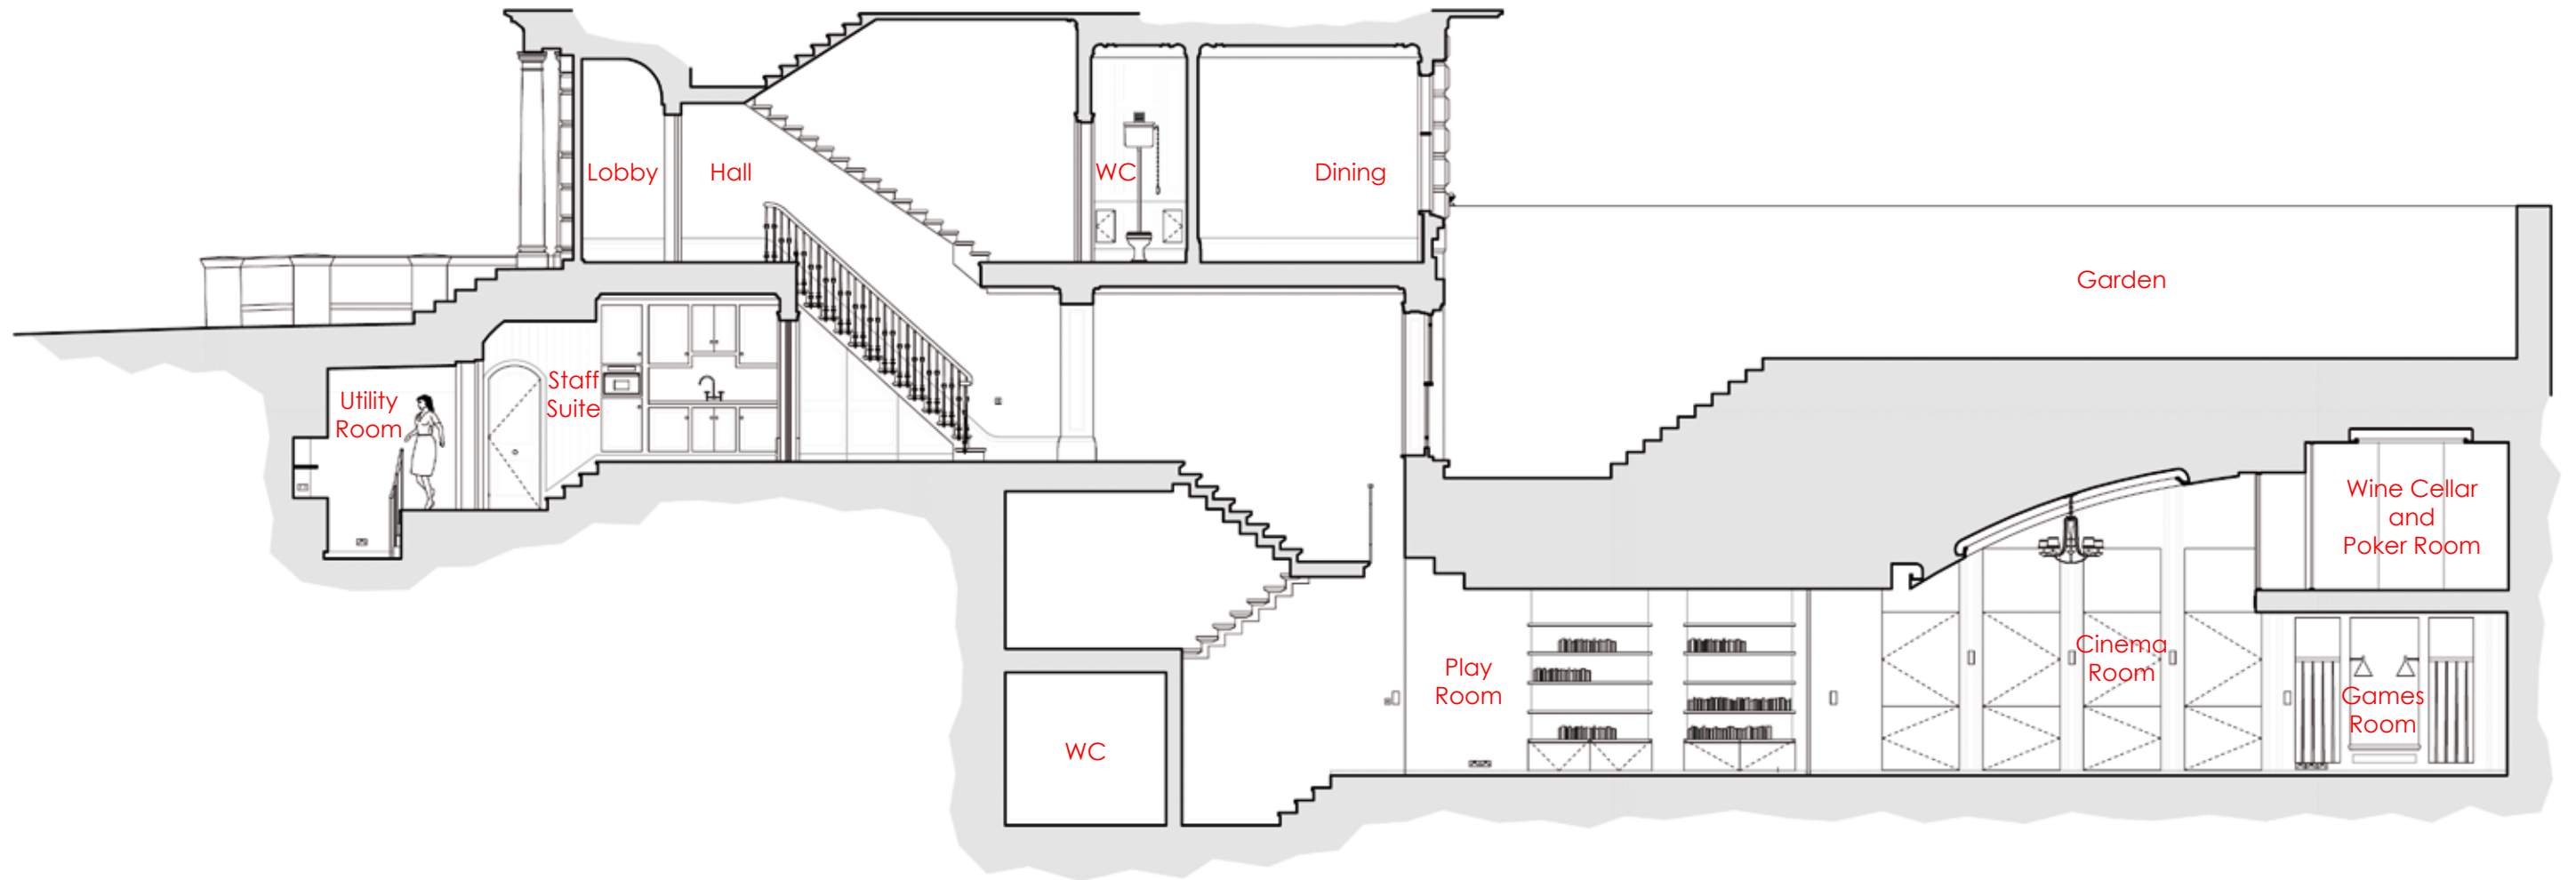 Lobby
Hall
WC
Dining
Garden
Utility
Room
Staff
Suite
Wine Cellar
and
Poker Room
Play
Room
Cinema
Room
Games
Room
WC